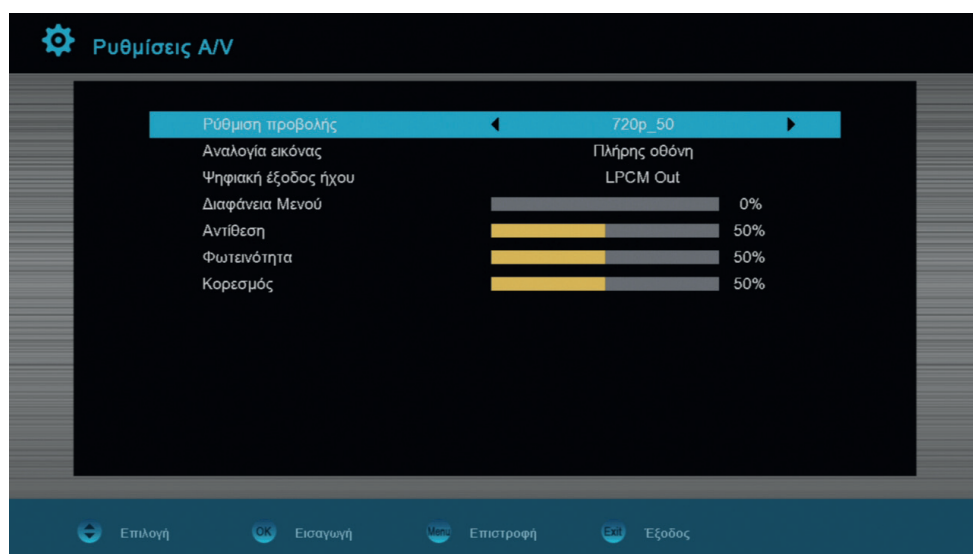 Ρυθμίσεις A/V
Ρύθμιση προβολής 720p_50
Αναλογία εικόνας Πλήρης οθόνη
Ψηφιακή έξοδος ήχου LPCM Out
Διαφάνεια Μενού 0%
Αντίθεση 50%
Φωτεινότητα 50%
Κορεσμός 50%
Επιλογή OK Εισαγωγή Menu Επιστροφή Exit Έξοδος